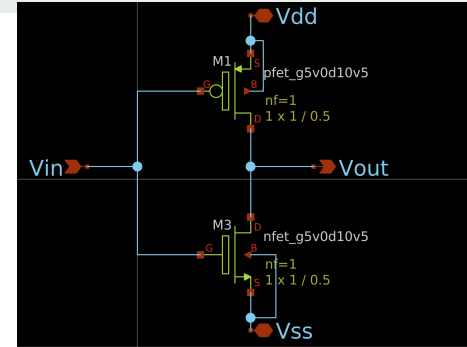 Vdd
M1
S
pfet_g5v0d10v5
G
B
nf=1
1 x 1 / 0.5
D
Vin
Vout
M3
D
nfet_g5v0d10v5
G
B
nf=1
S
1 x 1 / 0.5
Vss